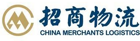 招商物流
CHINA MERCHANTS LOGISTICS